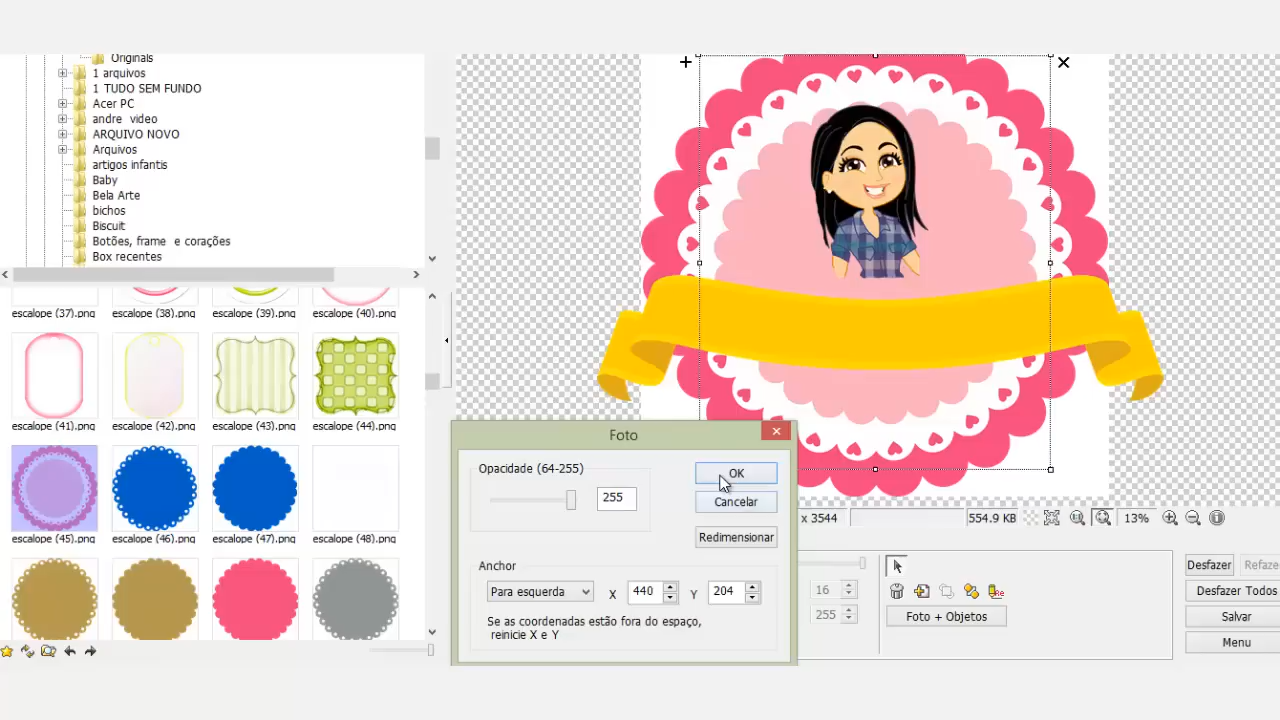 Originals
1 arquivos
1 TUDO SEM FUNDO
Acer PC
andre video
ARQUIVO NOVO
Arquivos
artigos infantis
Baby
Bela Arte
bichos
Biscuit
Botões, frame e corações
Box recentes
escalope (37).png
escalope (38).png
escalope (39).png
escalope (40).png
escalope (41).png
escalope (42).png
escalope (43).png
escalope (44).png
escalope (45).png
escalope (46).png
escalope (47).png
escalope (48).png
Foto
Opacidade (64-255)
255
OK
Cancelar
Redimensionar
Anchor
Para esquerda
X
440
Y
204
Se as coordenadas estão fora do espaço,
reinicie X e Y
x 3544
554.9 KB
13%
16
255
Foto + Objetos
Desfazer
Refaze
Desfazer Todos
Salvar
Menu